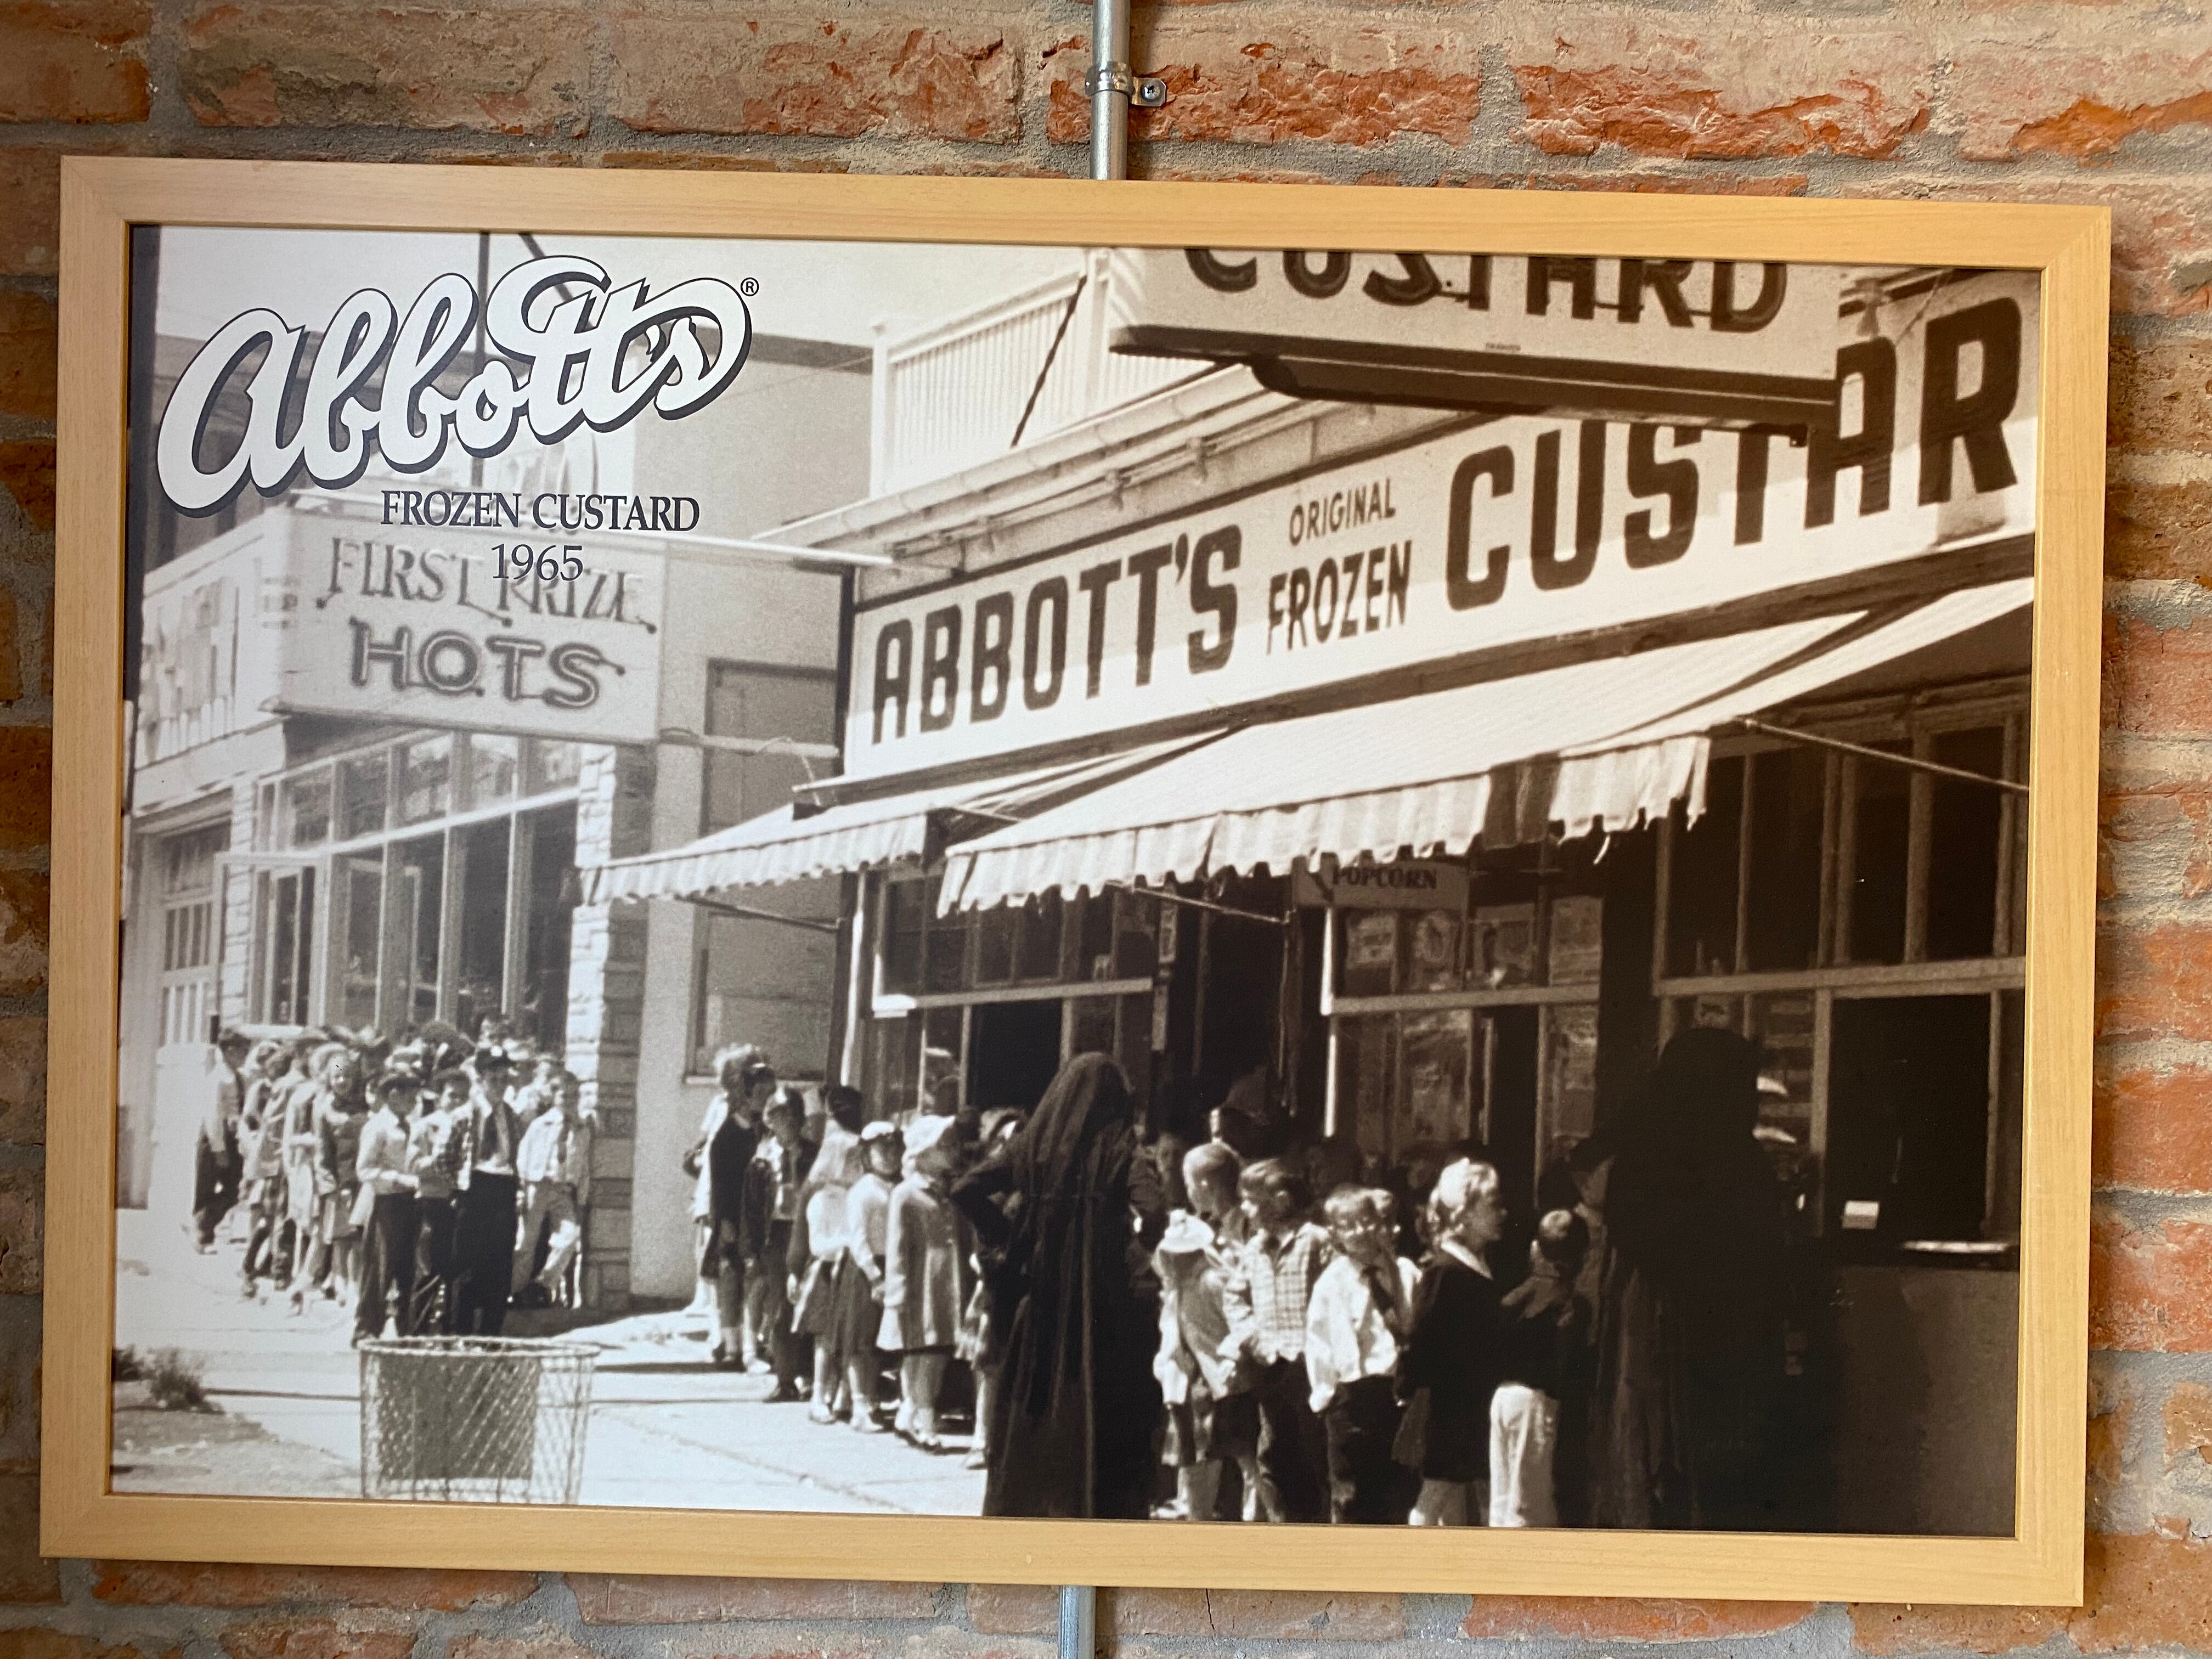 Abbott's®
FROZEN CUSTARD
1965
FIRST PRIZE
HOTS
CUSTARD
ABBOTT'S
ORIGINAL
FROZEN
CUSTAR
POPCORN